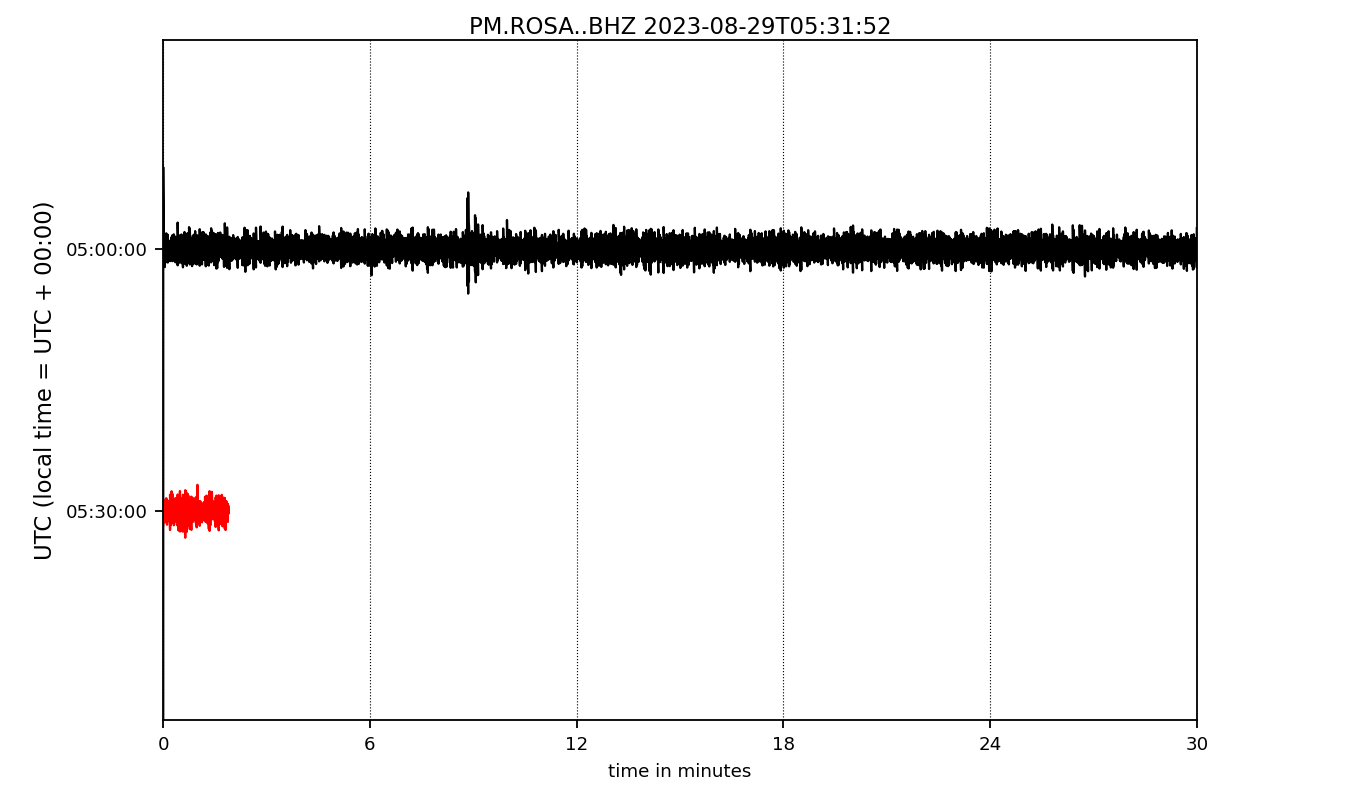 PM.ROSA..BHZ 2023-08-29T05:31:52
UTC (local time = UTC + 00:00)
05:00:00
05:30:00
0 6 12 18 24 30
time in minutes